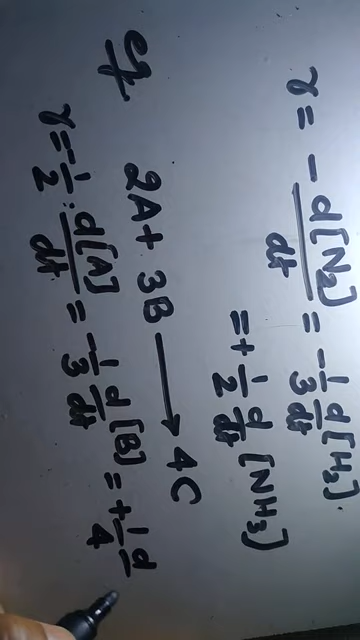 r = - d[N₂]/dt = - 1/3 d/dt [H₂]
= + 1/2 d/dt [NH₃]
eg
2A + 3B ⟶ 4C
r = - 1/2 · d[A]/dt = - 1/3 d/dt [B] = + 1/4 d